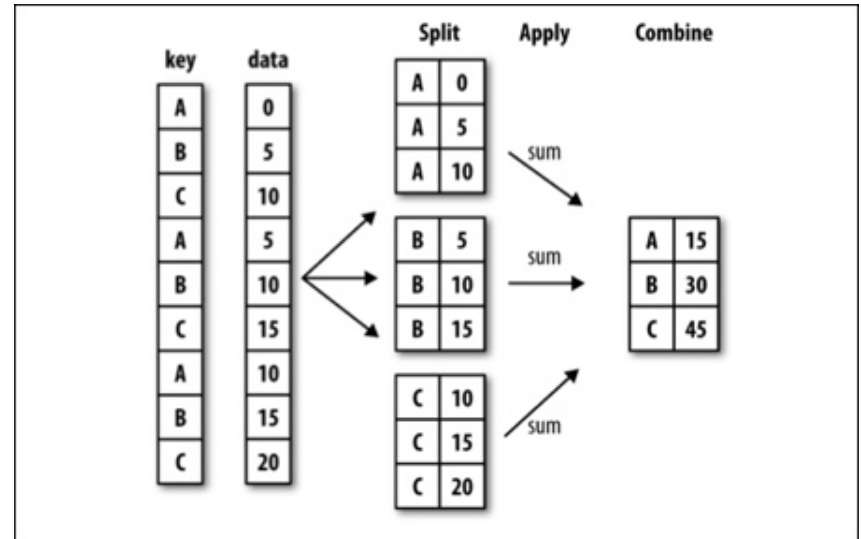 Split Apply Combine
key data
A 0
B 5
C 10
A 5
B 10
C 15
A 10
B 15
C 20
A 0
A 5
A 10
B 5
B 10
B 15
C 10
C 15
C 20
sum
sum
sum
A 15
B 30
C 45